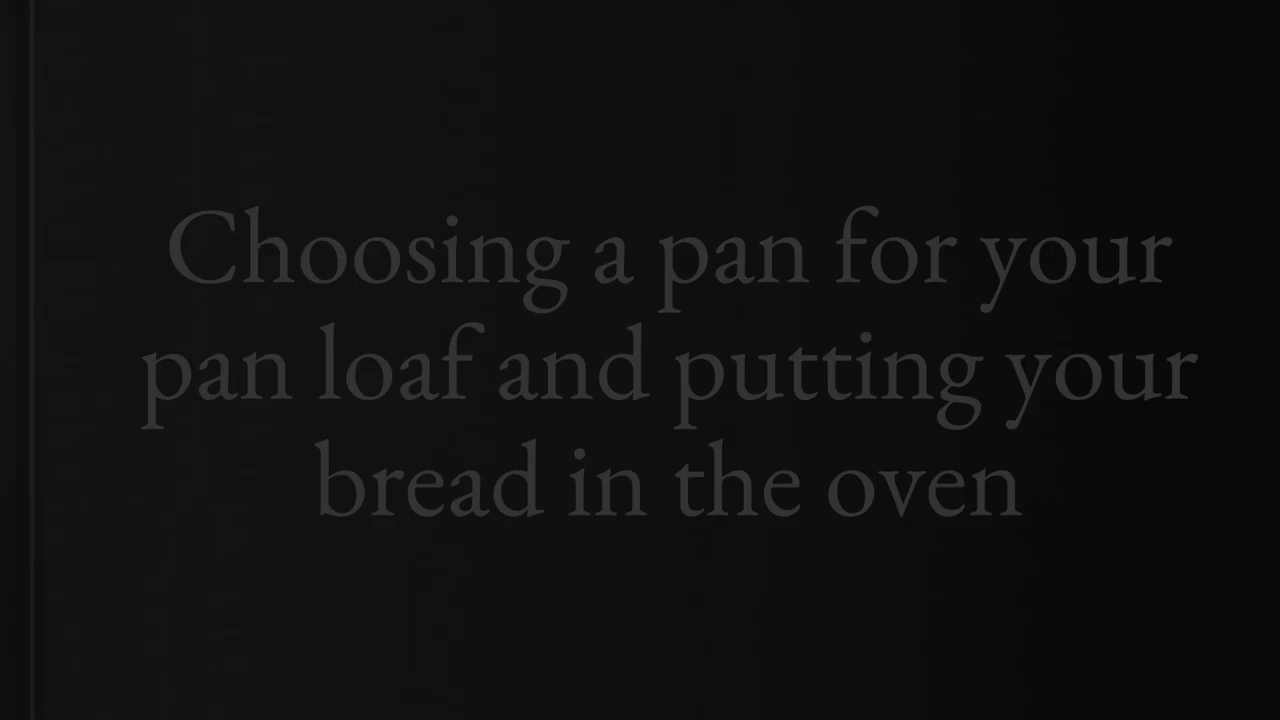 Choosing a pan for your
pan loaf and putting your
bread in the oven